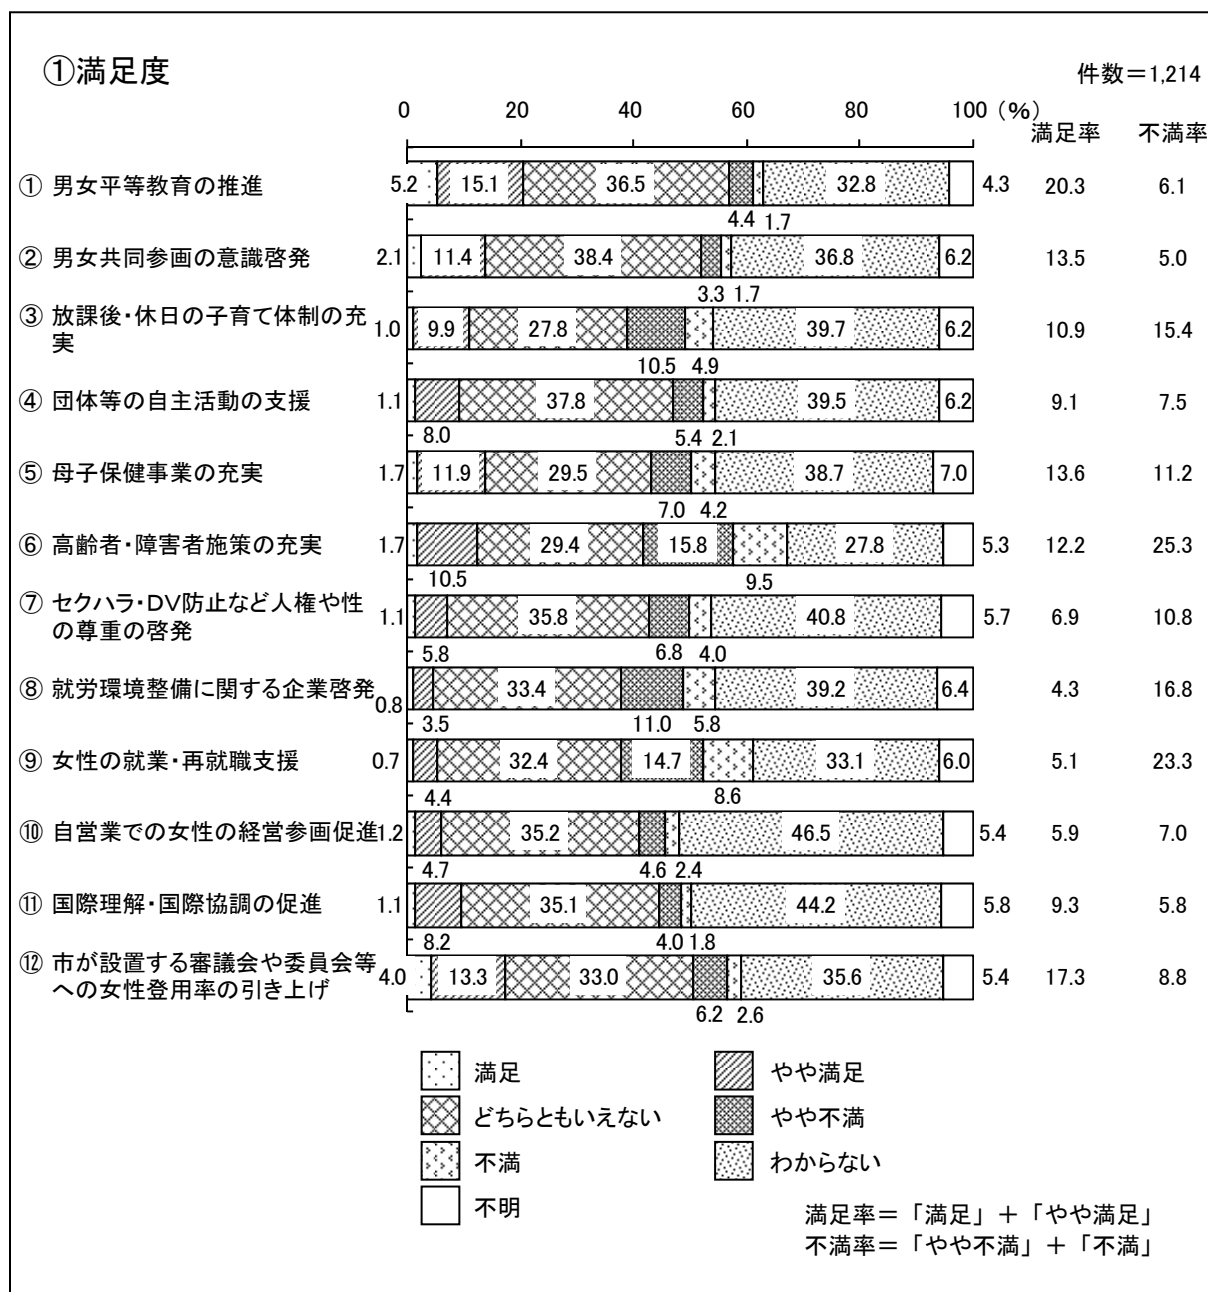 ①満足度
件数＝1,214
0 20 40 60 80 100（%）
満足率 不満率
① 男女平等教育の推進 5.2 15.1 36.5 32.8 4.3 20.3 6.1
4.4 1.7
② 男女共同参画の意識啓発 2.1 11.4 38.4 36.8 6.2 13.5 5.0
3.3 1.7
③ 放課後・休日の子育て体制の充
実 1.0 9.9 27.8 39.7 6.2 10.9 15.4
10.5 4.9
④ 団体等の自主活動の支援 1.1 37.8 39.5 6.2 9.1 7.5
8.0 5.4 2.1
⑤ 母子保健事業の充実 1.7 11.9 29.5 38.7 7.0 13.6 11.2
7.0 4.2
⑥ 高齢者・障害者施策の充実 1.7 29.4 15.8 27.8 5.3 12.2 25.3
10.5 9.5
⑦ セクハラ・DV防止など人権や性
の尊重の啓発 1.1 35.8 40.8 5.7 6.9 10.8
5.8 6.8 4.0
⑧ 就労環境整備に関する企業啓発 0.8 33.4 39.2 6.4 4.3 16.8
3.5 11.0 5.8
⑨ 女性の就業・再就職支援 0.7 32.4 14.7 33.1 6.0 5.1 23.3
4.4 8.6
⑩ 自営業での女性の経営参画促進 1.2 35.2 46.5 5.4 5.9 7.0
4.7 4.6 2.4
⑪ 国際理解・国際協調の促進 1.1 35.1 44.2 5.8 9.3 5.8
8.2 4.0 1.8
⑫ 市が設置する審議会や委員会等
への女性登用率の引き上げ 4.0 13.3 33.0 35.6 5.4 17.3 8.8
6.2 2.6
満足 やや満足
どちらともいえない やや不満
不満 わからない
不明
満足率＝「満足」＋「やや満足」
不満率＝「やや不満」＋「不満」